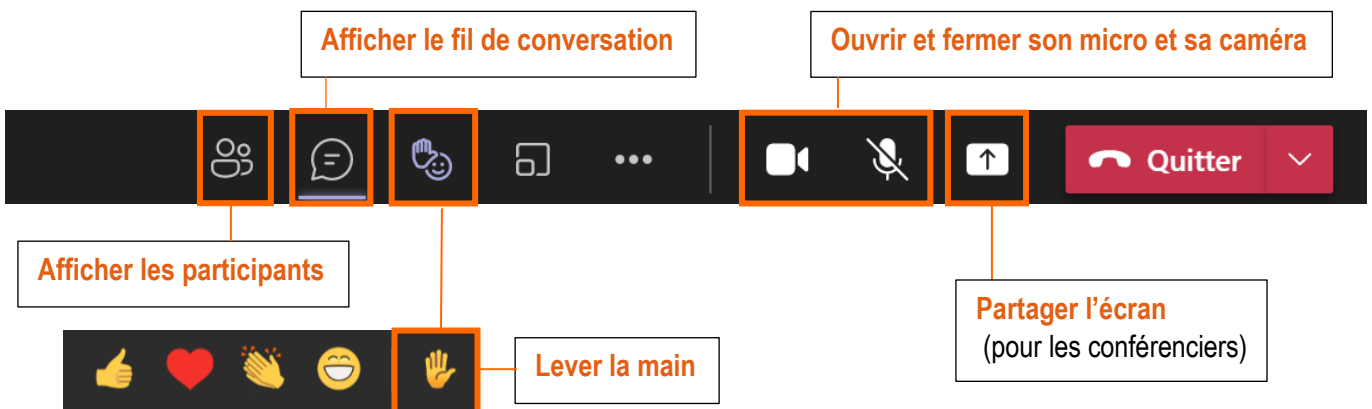 Afficher le fil de conversation
Ouvrir et fermer son micro et sa caméra
Quitter
Afficher les participants
Partager l’écran
(pour les conférenciers)
Lever la main